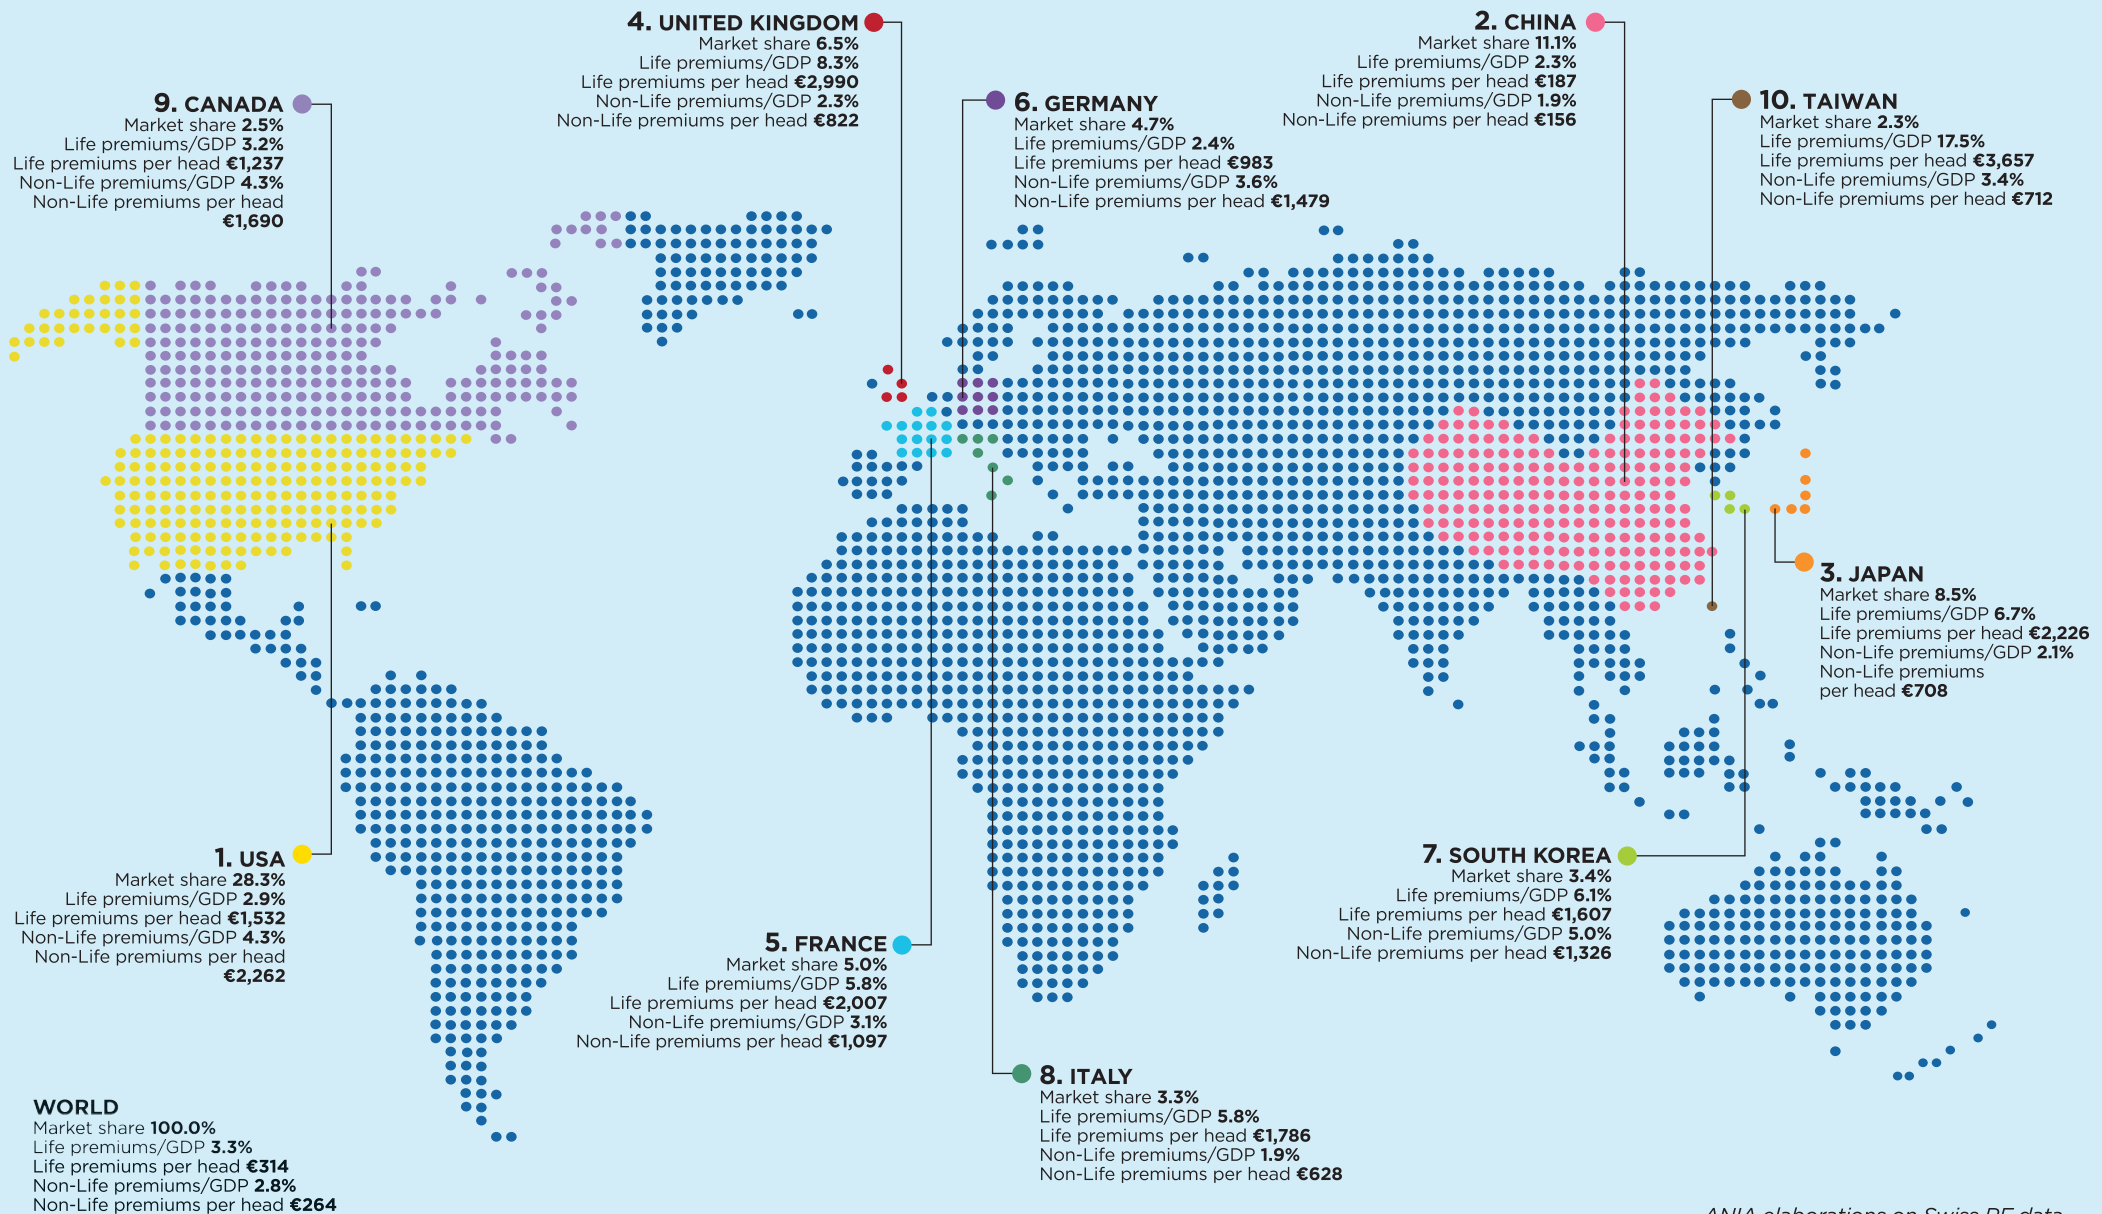 4. UNITED KINGDOM
Market share 6.5%
Life premiums/GDP 8.3%
Life premiums per head €2,990
Non-Life premiums/GDP 2.3%
Non-Life premiums per head €822
2. CHINA
Market share 11.1%
Life premiums/GDP 2.3%
Life premiums per head €187
Non-Life premiums/GDP 1.9%
Non-Life premiums per head €156
9. CANADA
Market share 2.5%
Life premiums/GDP 3.2%
Life premiums per head €1,237
Non-Life premiums/GDP 4.3%
Non-Life premiums per head
€1,690
6. GERMANY
Market share 4.7%
Life premiums/GDP 2.4%
Life premiums per head €983
Non-Life premiums/GDP 3.6%
Non-Life premiums per head €1,479
10. TAIWAN
Market share 2.3%
Life premiums/GDP 17.5%
Life premiums per head €3,657
Non-Life premiums/GDP 3.4%
Non-Life premiums per head €712
3. JAPAN
Market share 8.5%
Life premiums/GDP 6.7%
Life premiums per head €2,226
Non-Life premiums/GDP 2.1%
Non-Life premiums
per head €708
1. USA
Market share 28.3%
Life premiums/GDP 2.9%
Life premiums per head €1,532
Non-Life premiums/GDP 4.3%
Non-Life premiums per head
€2,262
7. SOUTH KOREA
Market share 3.4%
Life premiums/GDP 6.1%
Life premiums per head €1,607
Non-Life premiums/GDP 5.0%
Non-Life premiums per head €1,326
5. FRANCE
Market share 5.0%
Life premiums/GDP 5.8%
Life premiums per head €2,007
Non-Life premiums/GDP 3.1%
Non-Life premiums per head €1,097
8. ITALY
Market share 3.3%
Life premiums/GDP 5.8%
Life premiums per head €1,786
Non-Life premiums/GDP 1.9%
Non-Life premiums per head €628
WORLD
Market share 100.0%
Life premiums/GDP 3.3%
Life premiums per head €314
Non-Life premiums/GDP 2.8%
Non-Life premiums per head €264
ANIA elaborations on Swiss RE data